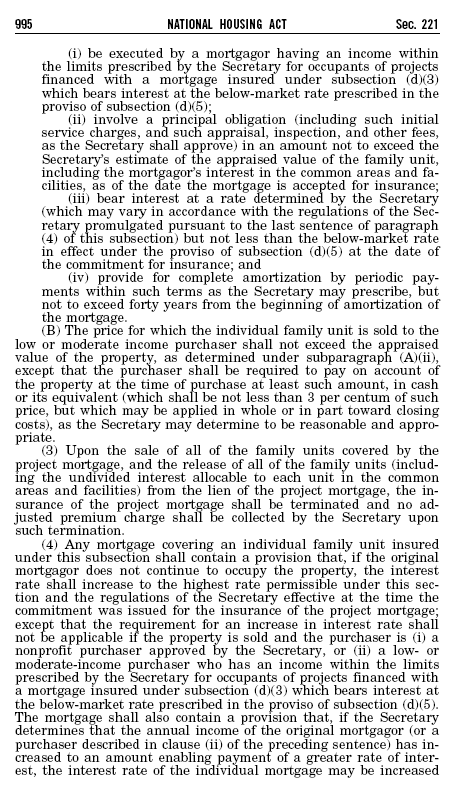 995 NATIONAL HOUSING ACT Sec. 221
(i) be executed by a mortgagor having an income within
the limits prescribed by the Secretary for occupants of projects
financed with a mortgage insured under subsection (d)(3)
which bears interest at the below-market rate prescribed in the
proviso of subsection (d)(5);
(ii) involve a principal obligation (including such initial
service charges, and such appraisal, inspection, and other fees,
as the Secretary shall approve) in an amount not to exceed the
Secretary's estimate of the appraised value of the family unit,
including the mortgagor's interest in the common areas and fa-
cilities, as of the date the mortgage is accepted for insurance;
(iii) bear interest at a rate determined by the Secretary
(which may vary in accordance with the regulations of the Sec-
retary promulgated pursuant to the last sentence of paragraph
(4) of this subsection) but not less than the below-market rate
in effect under the proviso of subsection (d)(5) at the date of
the commitment for insurance; and
(iv) provide for complete amortization by periodic pay-
ments within such terms as the Secretary may prescribe, but
not to exceed forty years from the beginning of amortization of
the mortgage.
(B) The price for which the individual family unit is sold to the
low or moderate income purchaser shall not exceed the appraised
value of the property, as determined under subparagraph (A)(ii),
except that the purchaser shall be required to pay on account of
the property at the time of purchase at least such amount, in cash
or its equivalent (which shall be not less than 3 per centum of such
price, but which may be applied in whole or in part toward closing
costs), as the Secretary may determine to be reasonable and appro-
priate.
(3) Upon the sale of all of the family units covered by the
project mortgage, and the release of all of the family units (includ-
ing the undivided interest allocable to each unit in the common
areas and facilities) from the lien of the project mortgage, the in-
surance of the project mortgage shall be terminated and no ad-
justed premium charge shall be collected by the Secretary upon
such termination.
(4) Any mortgage covering an individual family unit insured
under this subsection shall contain a provision that, if the original
mortgagor does not continue to occupy the property, the interest
rate shall increase to the highest rate permissible under this sec-
tion and the regulations of the Secretary effective at the time the
commitment was issued for the insurance of the project mortgage;
except that the requirement for an increase in interest rate shall
not be applicable if the property is sold and the purchaser is (i) a
nonprofit purchaser approved by the Secretary, or (ii) a low- or
moderate-income purchaser who has an income within the limits
prescribed by the Secretary for occupants of projects financed with
a mortgage insured under subsection (d)(3) which bears interest at
the below-market rate prescribed in the proviso of subsection (d)(5).
The mortgage shall also contain a provision that, if the Secretary
determines that the annual income of the original mortgagor (or a
purchaser described in clause (ii) of the preceding sentence) has in-
creased to an amount enabling payment of a greater rate of inter-
est, the interest rate of the individual mortgage may be increased